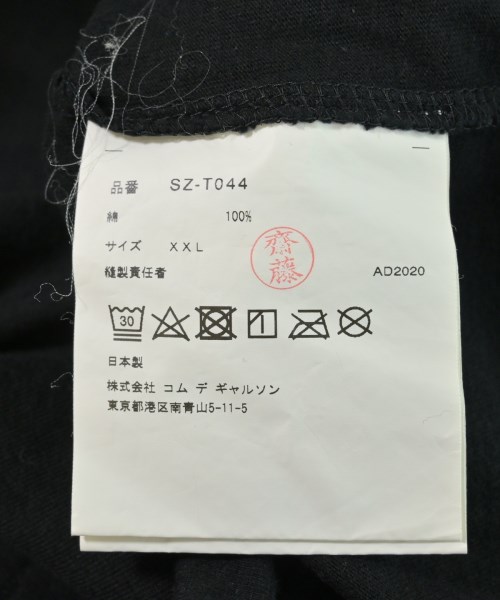 品番 SZ-T044
綿 100%
サイズ XXL
齋藤
縫製責任者 AD2020
30
日本製
株式会社 コム デ ギャルソン
東京都港区南青山5-11-5